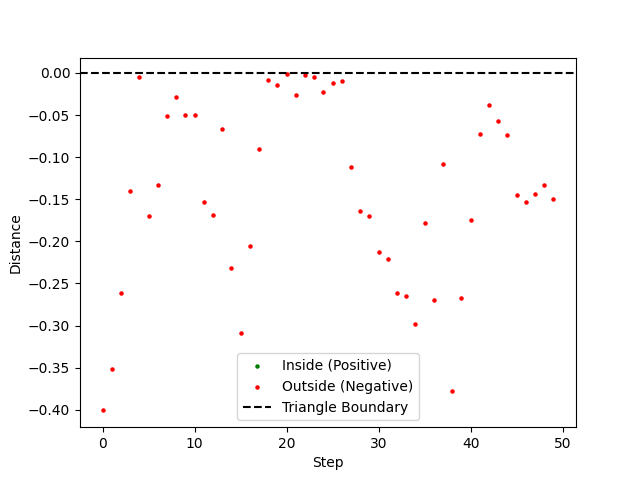 0.00
−0.05
−0.10
−0.15
−0.20
−0.25
−0.30
−0.35
−0.40
Distance
Inside (Positive)
Outside (Negative)
Triangle Boundary
0 10 20 30 40 50
Step